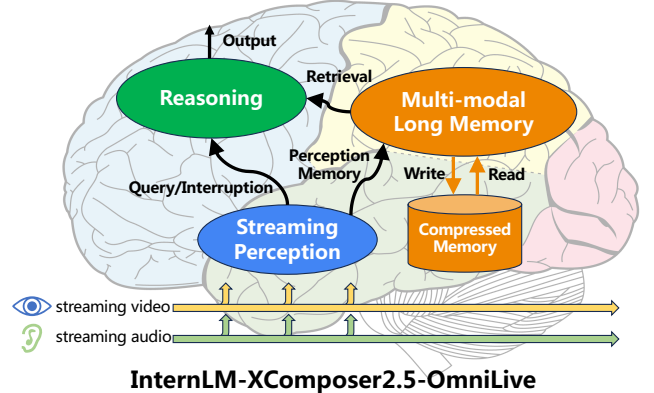 Output
Reasoning
Retrieval
Multi-modal
Long Memory
Query/Interruption
Perception
Memory
Write
Read
Streaming
Perception
Compressed
Memory
streaming video
streaming audio
InternLM-XComposer2.5-OmniLive